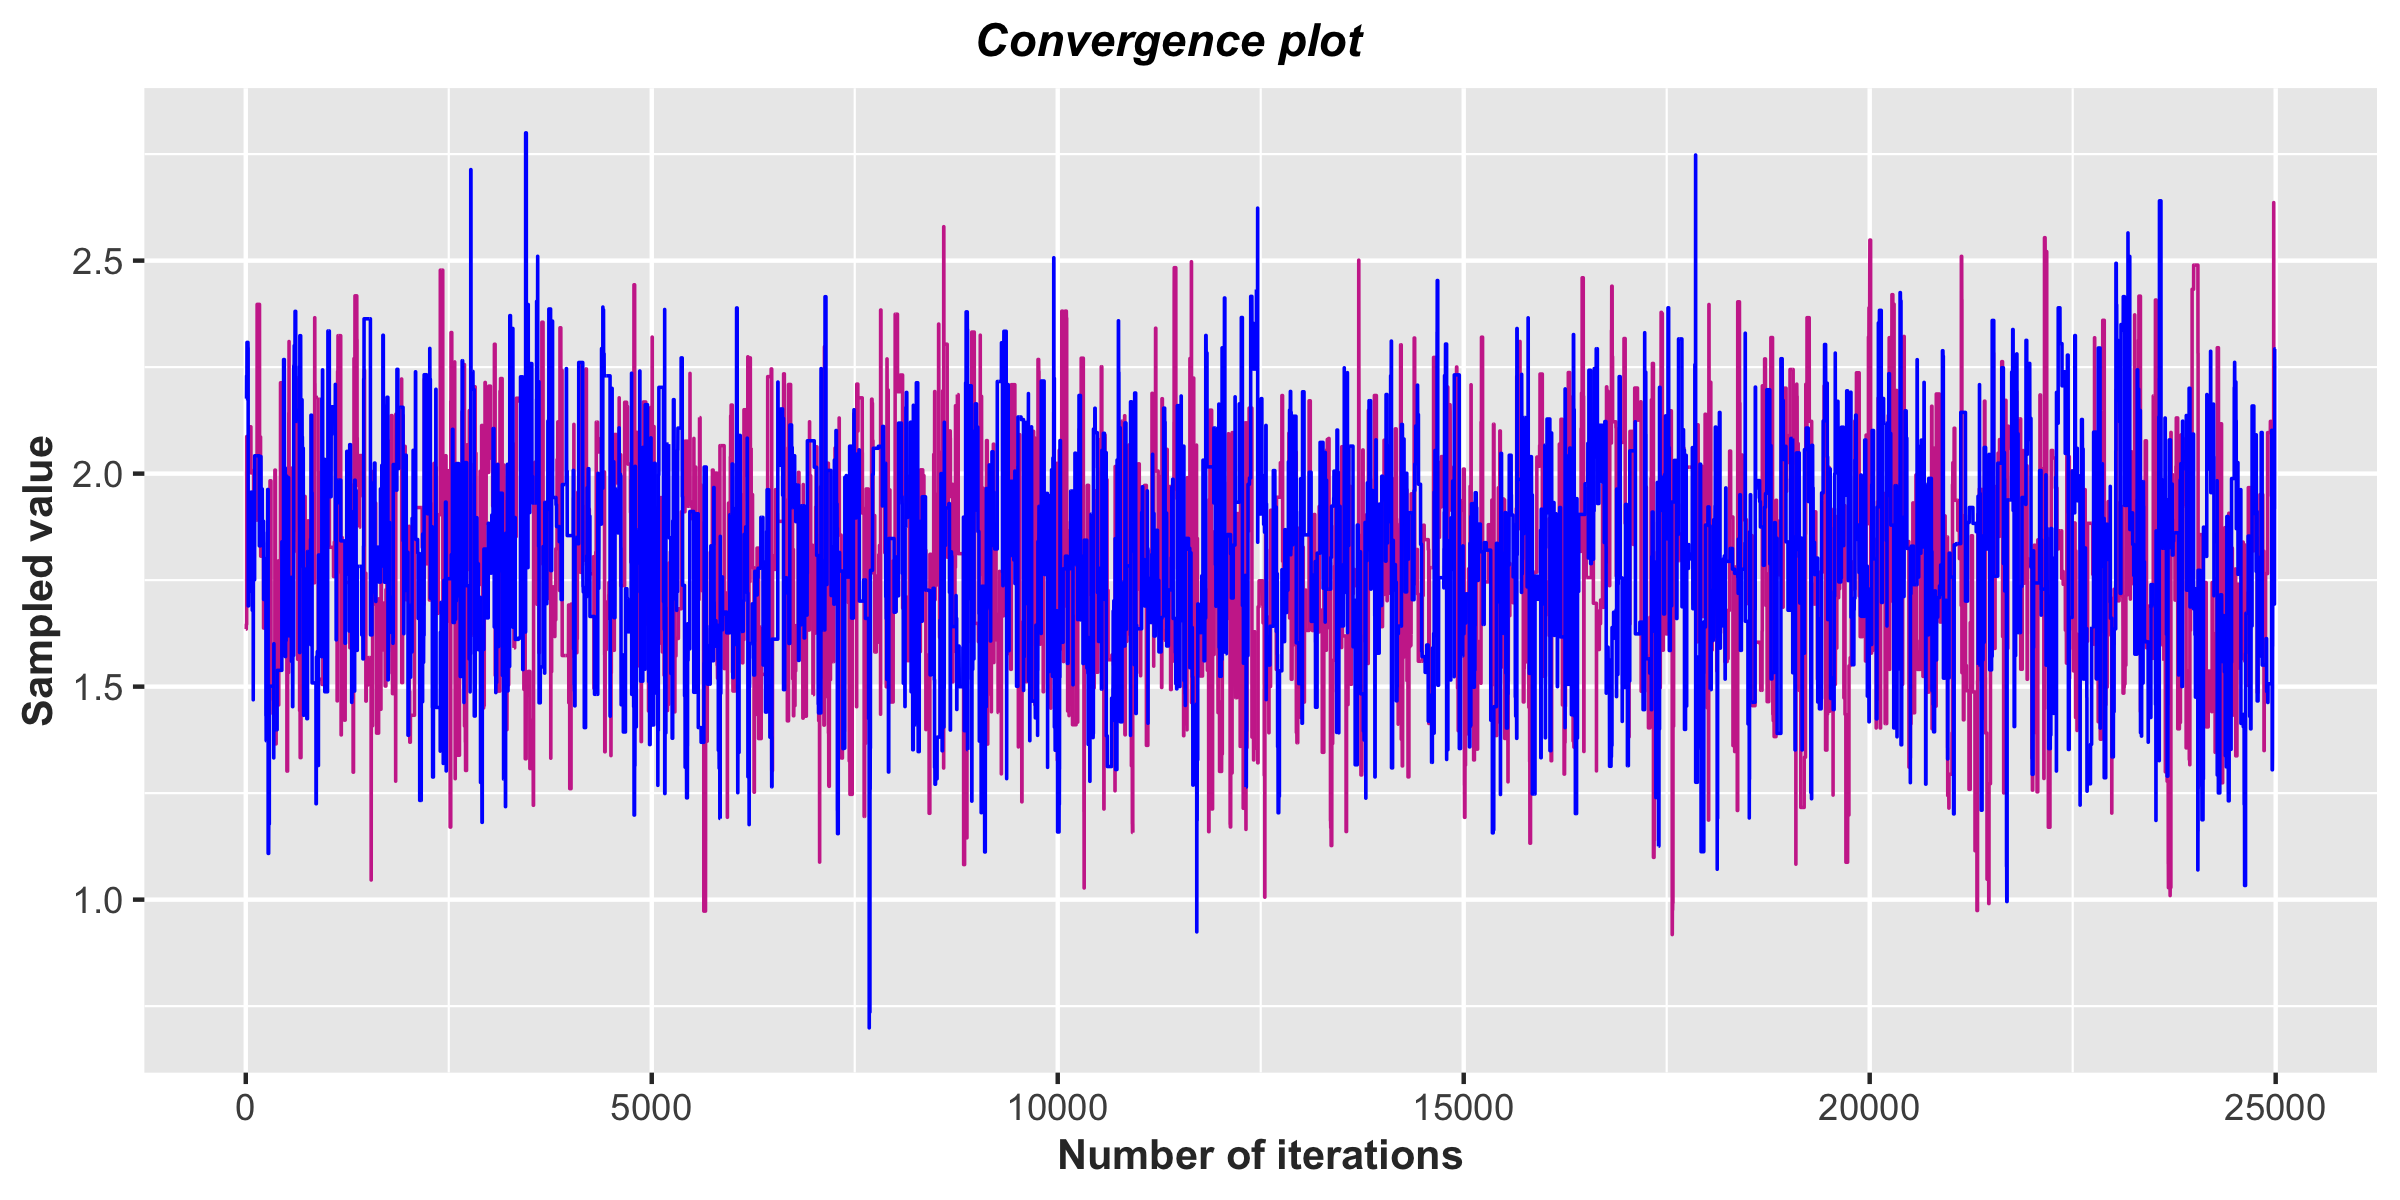 Convergence plot
Sampled value
2.5
2.0
1.5
1.0
0 5000 10000 15000 20000 25000
Number of iterations